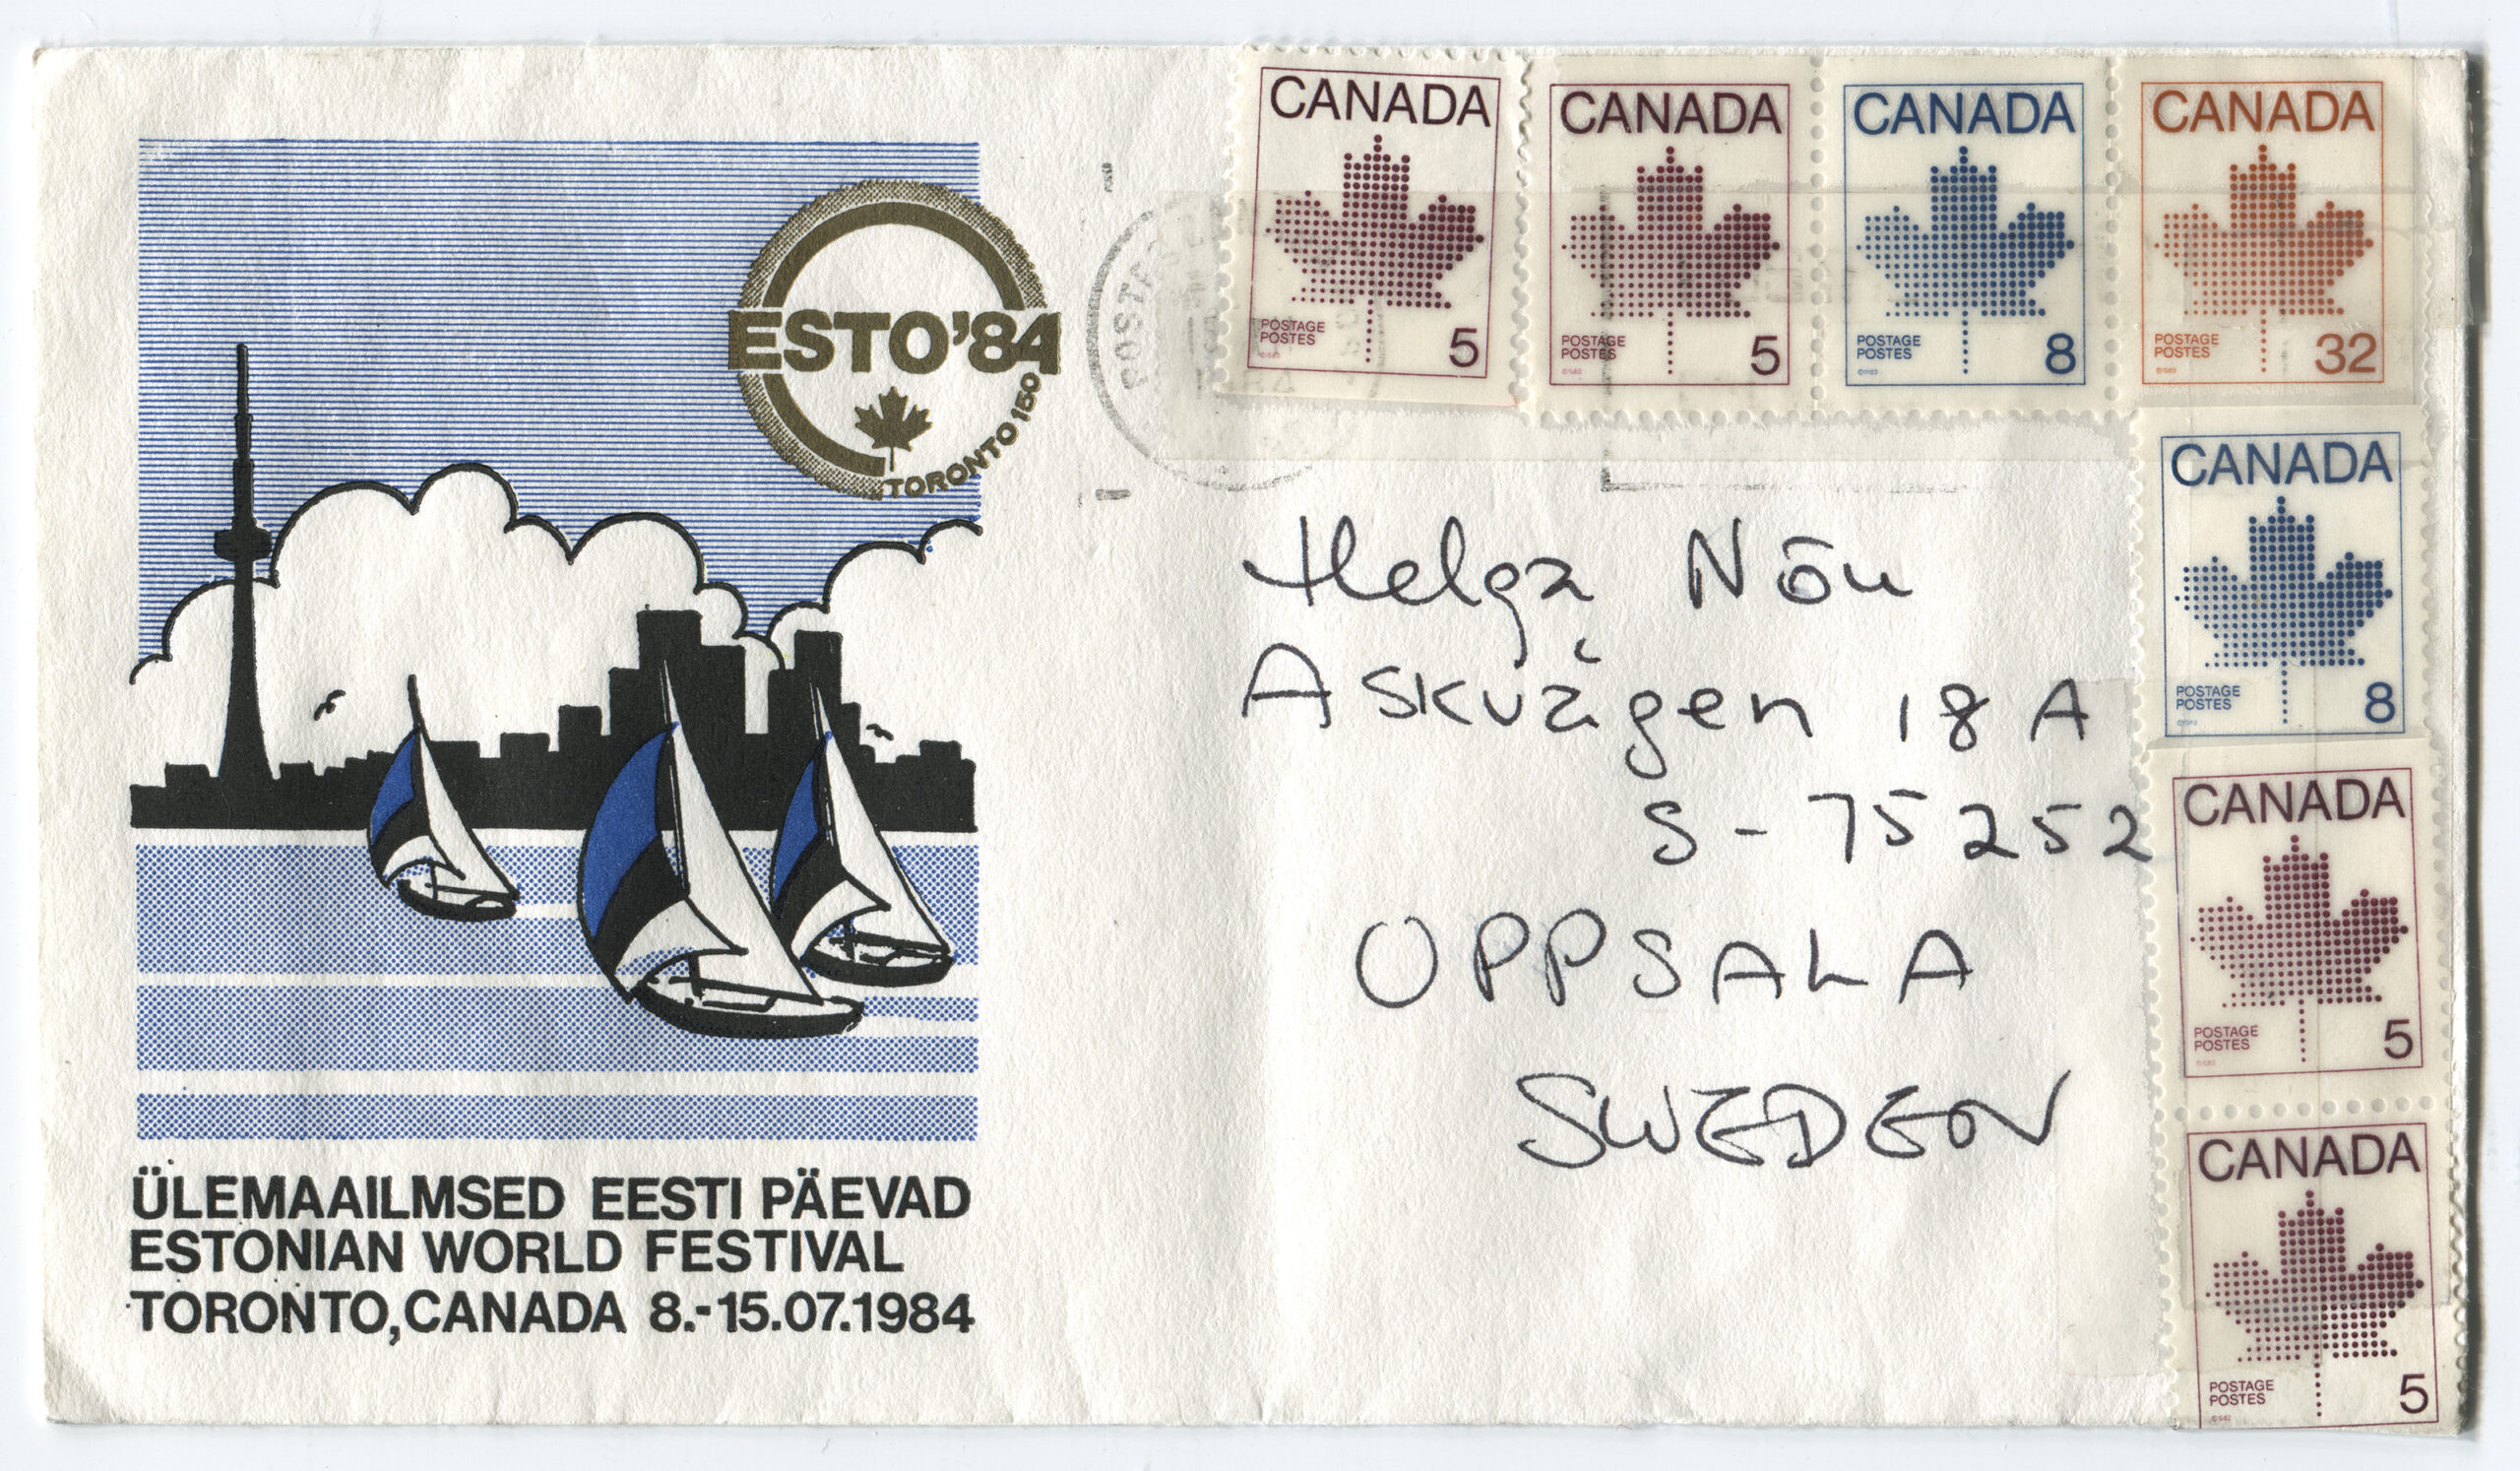 ESTO'84
TORONTO 150
ÜLEMAAILMSED EESTI PÄEVAD
ESTONIAN WORLD FESTIVAL
TORONTO, CANADA 8.-15.07.1984
CANADA
POSTAGE
POSTES
5
CANADA
POSTAGE
POSTES
5
CANADA
POSTAGE
POSTES
8
CANADA
POSTAGE
POSTES
32
CANADA
POSTAGE
POSTES
8
CANADA
POSTAGE
POSTES
5
CANADA
POSTAGE
POSTES
5
Helga Nõu
Askvägen 18 A
S-75252
UPPSALA
SWEDEN